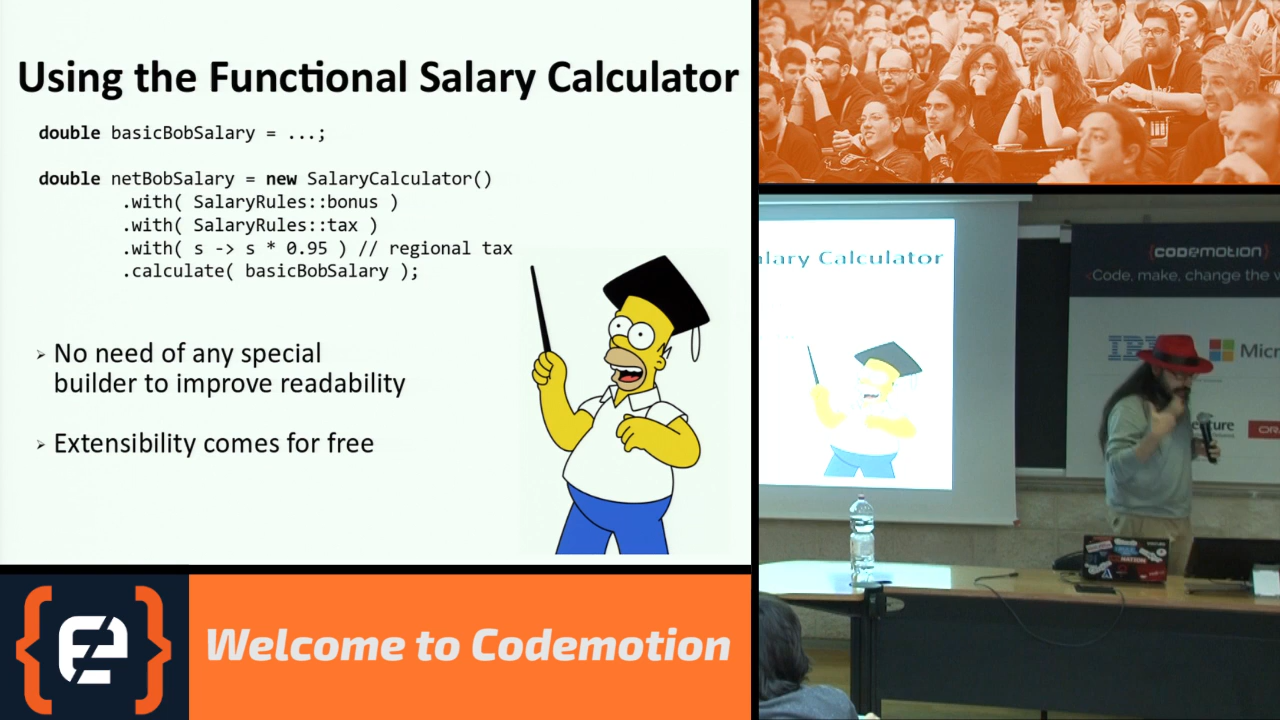 Using the Functional Salary Calculator
double basicBobSalary = ...;
double netBobSalary = new SalaryCalculator()
.with( SalaryRules::bonus )
.with( SalaryRules::tax )
.with( s -> s * 0.95 ) // regional tax
.calculate( basicBobSalary );
➢ No need of any special
builder to improve readability
➢ Extensibility comes for free
Welcome to Codemotion
alary Calculator
{codemotion}
<Code, make, change the
IBM
Micr